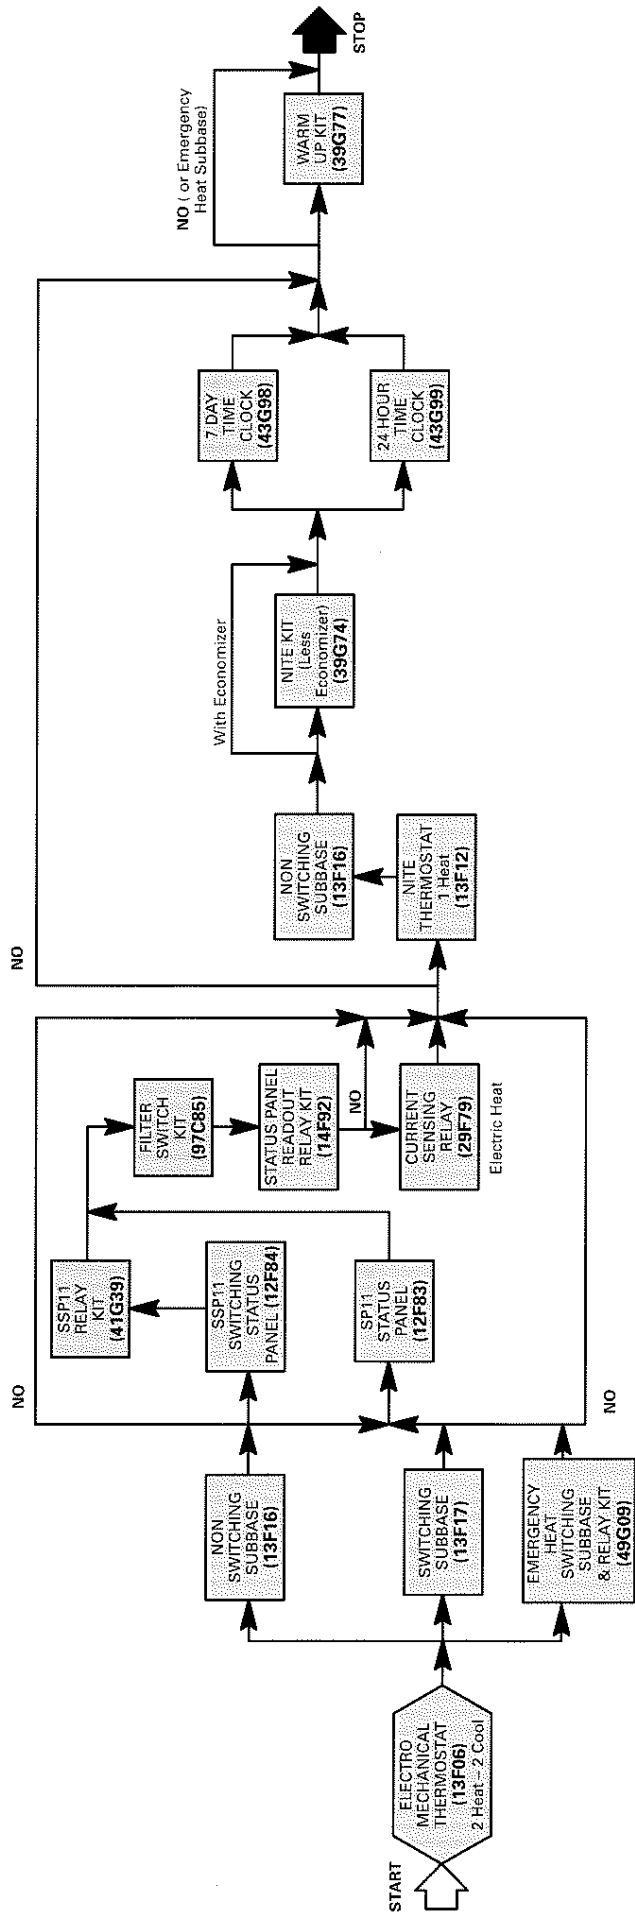 START
ELECTRO
MECHANICAL
THERMOSTAT
(13F06)
2 Heat – 2 Cool
NON
SWITCHING
SUBBASE
(13F16)
SWITCHING
SUBBASE
(13F17)
EMERGENCY
HEAT
SWITCHING
SUBBASE
& RELAY KIT
(49G09)
NO
NO
SSP11
RELAY
KIT
(41G39)
SSP11
SWITCHING
STATUS
PANEL (12F84)
SP11
STATUS
PANEL
(12F83)
FILTER
SWITCH
KIT
(97C85)
STATUS PANEL
READOUT
RELAY KIT
(14F92)
NO
CURRENT
SENSING
RELAY
(29F79)
Electric Heat
NO
NON
SWITCHING
SUBBASE
(13F16)
NITE
THERMOSTAT
1 Heat
(13F12)
With Economizer
NITE KIT
(Less
Economizer)
(39G74)
7 DAY
TIME
CLOCK
(43G98)
24 HOUR
TIME
CLOCK
(43G99)
NO ( or Emergency
Heat Subbase)
WARM
UP KIT
(39G77)
STOP